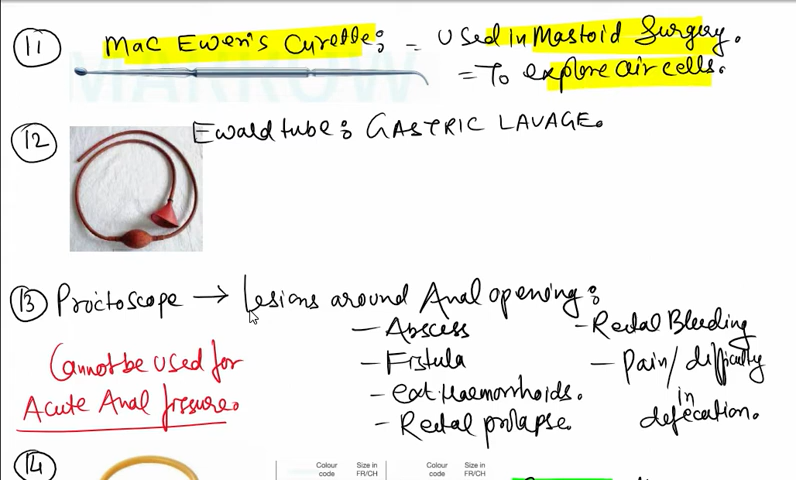 11 Mac Ewen's Curette: = Used in Mastoid Surgery.
= To explore air cells.
MARROW
12 Ewald tube: GASTRIC LAVAGE.
13 Proctoscope → Lesions around Anal opening:
- Abscess
- Fistula
- ext. Haemorrhoids.
- Rectal prolapse.
- Rectal Bleeding
- Pain/difficulty
in
defecation.
Cannot be used for
Acute Anal fissure.
14
Colour code Size in FR/CH Colour code Size in FR/CH